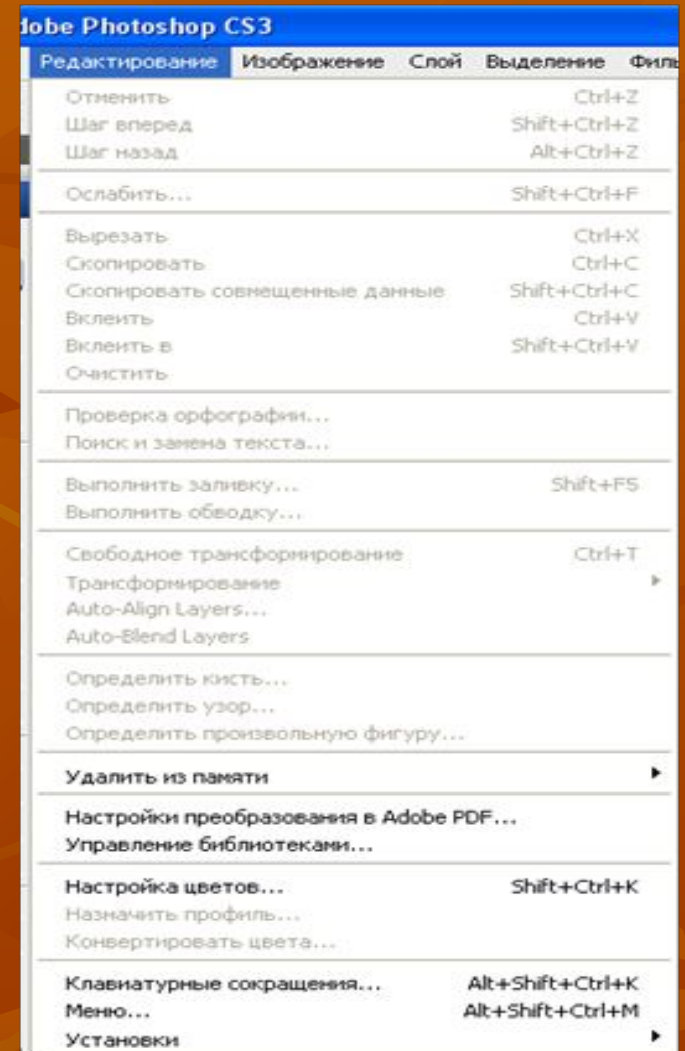 dobe Photoshop CS3
Редактирование Изображение Слой Выделение Филь
Отменить Ctrl+Z
Шаг вперед Shift+Ctrl+Z
Шаг назад Alt+Ctrl+Z
Ослабить... Shift+Ctrl+F
Вырезать Ctrl+X
Скопировать Ctrl+C
Скопировать совмещенные данные Shift+Ctrl+C
Вклеить Ctrl+V
Вклеить в Shift+Ctrl+V
Очистить
Проверка орфографии...
Поиск и замена текста...
Выполнить заливку... Shift+F5
Выполнить обводку...
Свободное трансформирование Ctrl+T
Трансформирование
Auto-Align Layers...
Auto-Blend Layers
Определить кисть...
Определить узор...
Определить произвольную фигуру...
Удалить из памяти
Настройки преобразования в Adobe PDF...
Управление библиотеками...
Настройка цветов... Shift+Ctrl+K
Назначить профиль...
Конвертировать цвета...
Клавиатурные сокращения... Alt+Shift+Ctrl+K
Меню... Alt+Shift+Ctrl+M
Установки